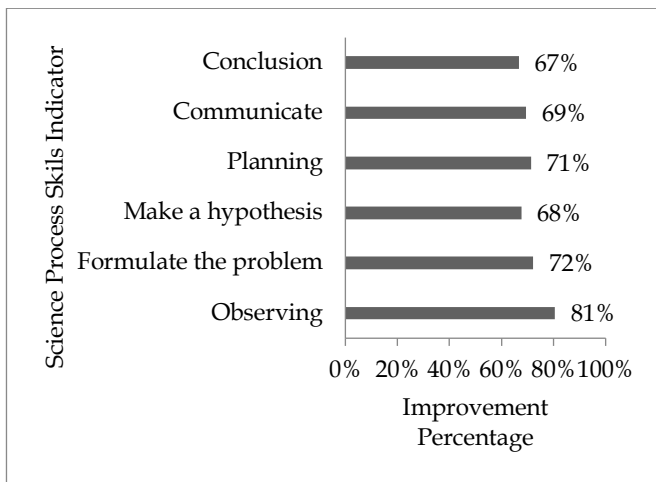 Science Process Skils Indicator
Conclusion 67%
Communicate 69%
Planning 71%
Make a hypothesis 68%
Formulate the problem 72%
Observing 81%
0% 20% 40% 60% 80% 100%
Improvement
Percentage